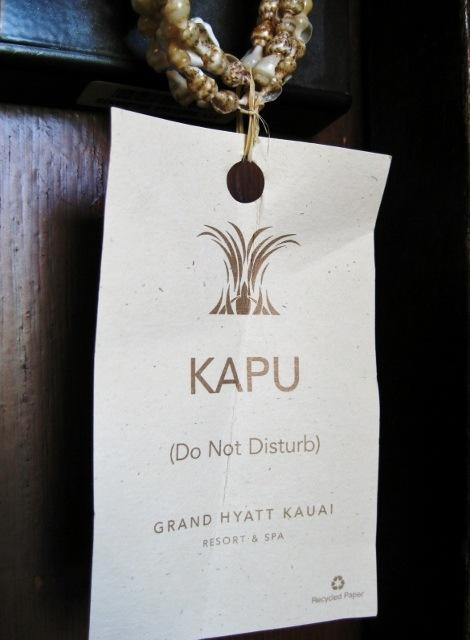 KAPU
(Do Not Disturb)
GRAND HYATT KAUAI
RESORT & SPA
Recycled Paper